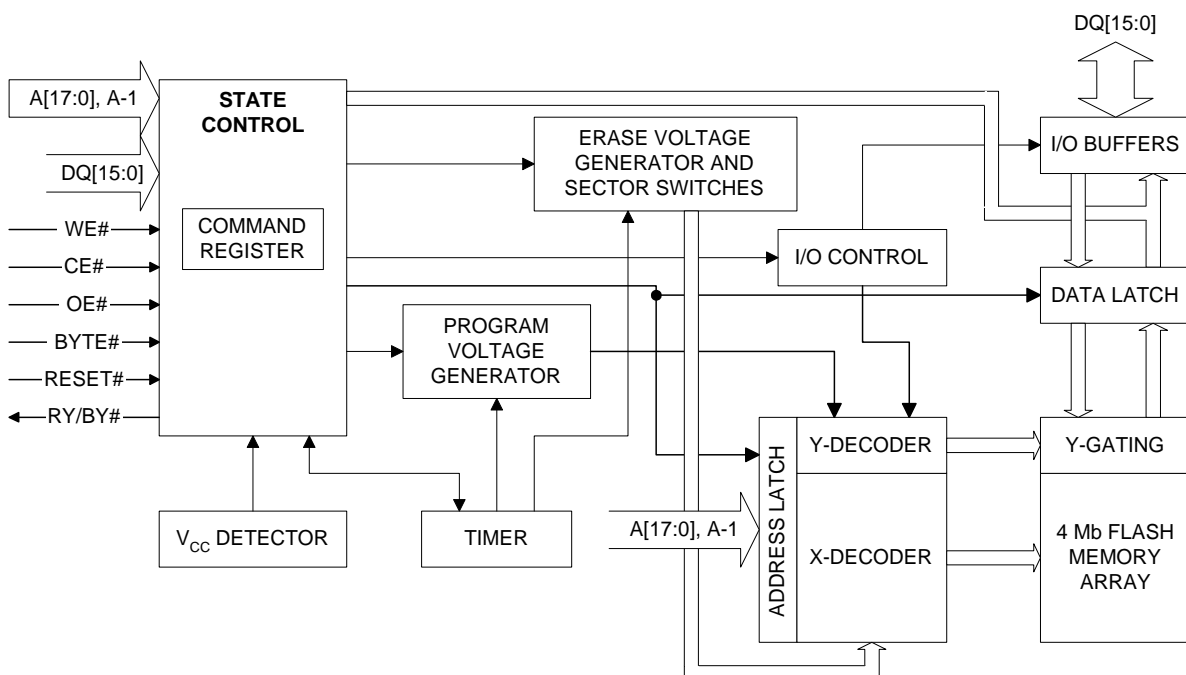 DQ[15:0]
A[17:0], A-1
STATE
CONTROL
DQ[15:0]
ERASE VOLTAGE
GENERATOR AND
SECTOR SWITCHES
I/O BUFFERS
WE#
CE#
OE#
BYTE#
RESET#
RY/BY#
COMMAND
REGISTER
I/O CONTROL
DATA LATCH
PROGRAM
VOLTAGE
GENERATOR
ADDRESS LATCH
Y-DECODER
Y-GATING
VCC DETECTOR
TIMER
A[17:0], A-1
X-DECODER
4 Mb FLASH
MEMORY
ARRAY